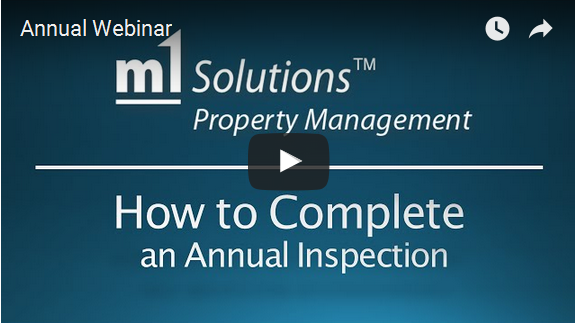 Annual Webinar
m1 Solutions™
Property Management
How to Complete
an Annual Inspection